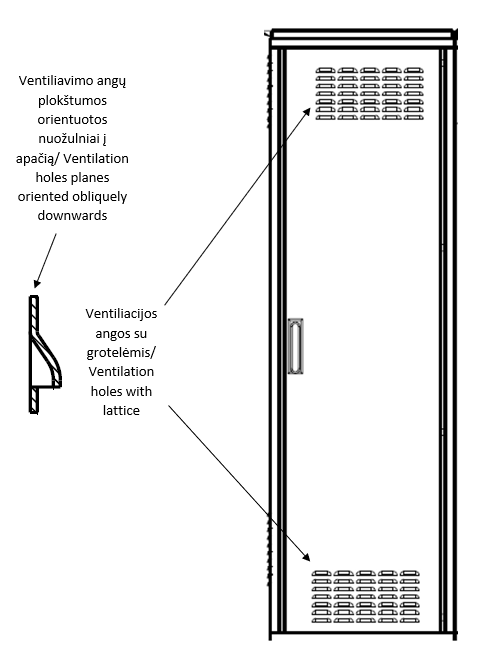 Ventiliavimo angų
plokštumos
orientuotos
nuožulniai į
apačią/ Ventilation
holes planes
oriented obliquely
downwards
Ventiliacijos
angos su
grotelėmis/
Ventilation
holes with
lattice